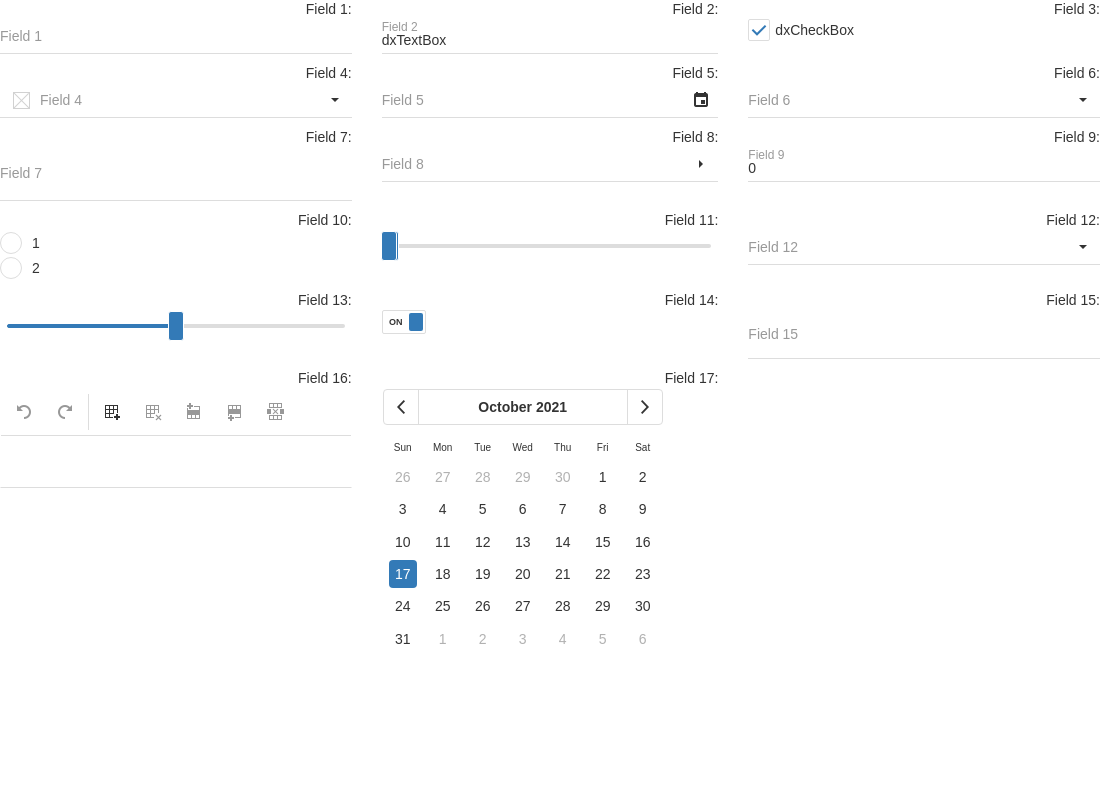 Field 1:
Field 1
Field 2:
Field 2
dxTextBox
Field 3:
dxCheckBox
Field 4:
Field 4
Field 5:
Field 5
Field 6:
Field 6
Field 7:
Field 7
Field 8:
Field 8
Field 9:
Field 9
0
Field 10:
1
2
Field 11:
Field 12:
Field 12
Field 13:
Field 14:
ON
Field 15:
Field 15
Field 16:
Field 17:
October 2021
Sun Mon Tue Wed Thu Fri Sat
26 27 28 29 30 1 2
3 4 5 6 7 8 9
10 11 12 13 14 15 16
17 18 19 20 21 22 23
24 25 26 27 28 29 30
31 1 2 3 4 5 6